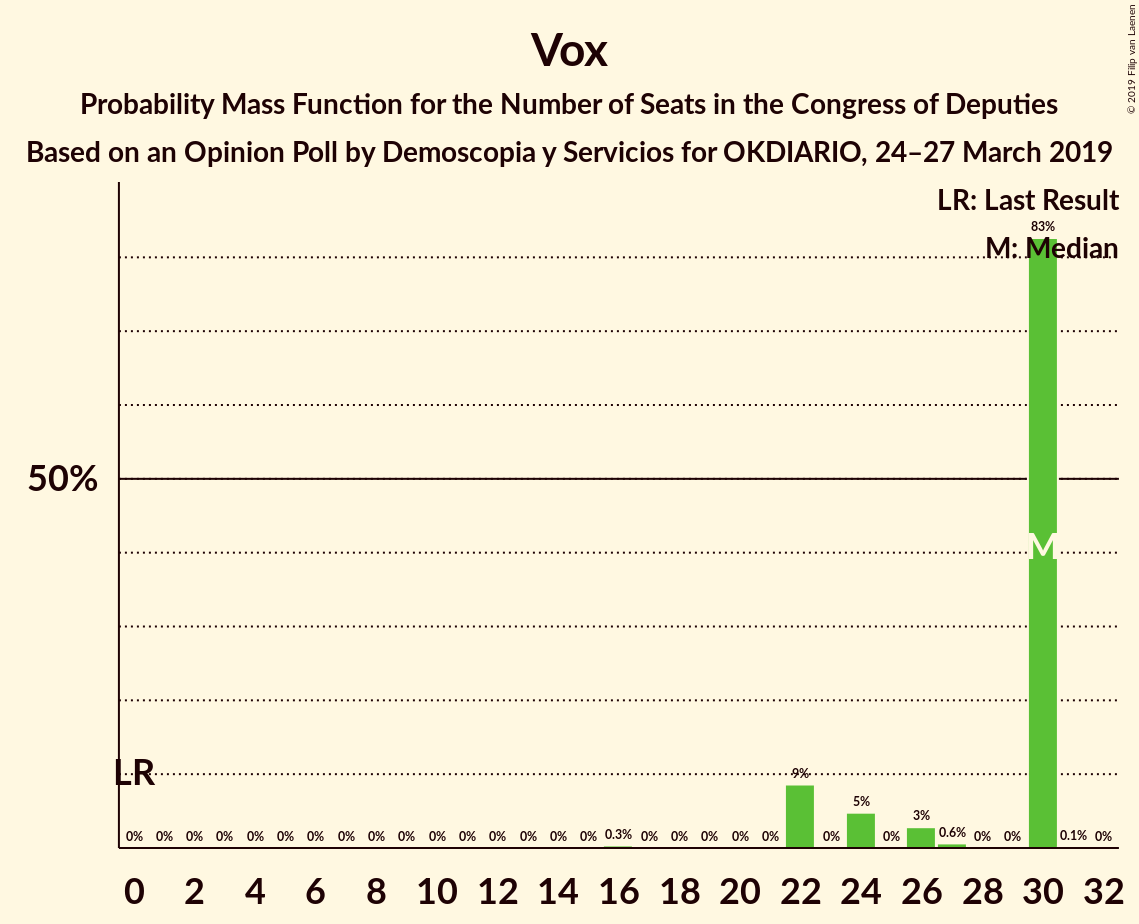 Vox
Probability Mass Function for the Number of Seats in the Congress of Deputies
Based on an Opinion Poll by Demoscopia y Servicios for OKDIARIO, 24–27 March 2019
© 2019 Filip van Laenen
LR: Last Result
83%
M: Median
50%
M
LR
9%
5%
3%
0% 0% 0% 0% 0% 0% 0% 0% 0% 0% 0% 0% 0% 0% 0% 0% 0.3% 0% 0% 0% 0% 0% 0% 0% 0.6% 0% 0% 0.1% 0%
0 2 4 6 8 10 12 14 16 18 20 22 24 26 28 30 32